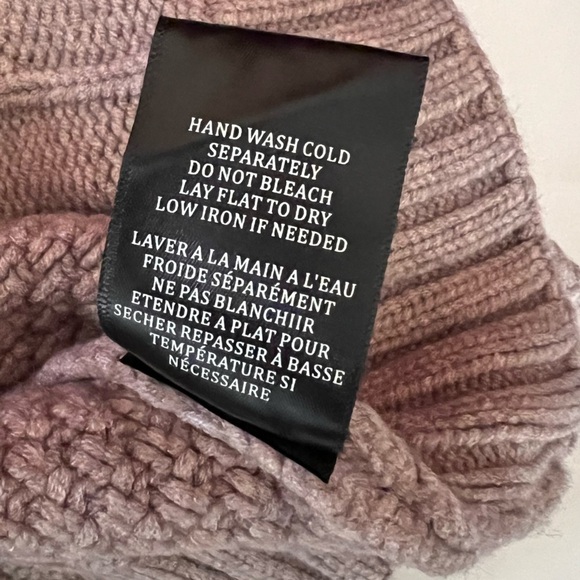 HAND WASH COLD
SEPARATELY
DO NOT BLEACH
LAY FLAT TO DRY
LOW IRON IF NEEDED
LAVER A LA MAIN A L'EAU
FROIDE SÉPARÉMENT
NE PAS BLANCHIIR
ETENDRE A PLAT POUR
SECHER REPASSER À BASSE
TEMPÉRATURE SI
NÉCESSAIRE